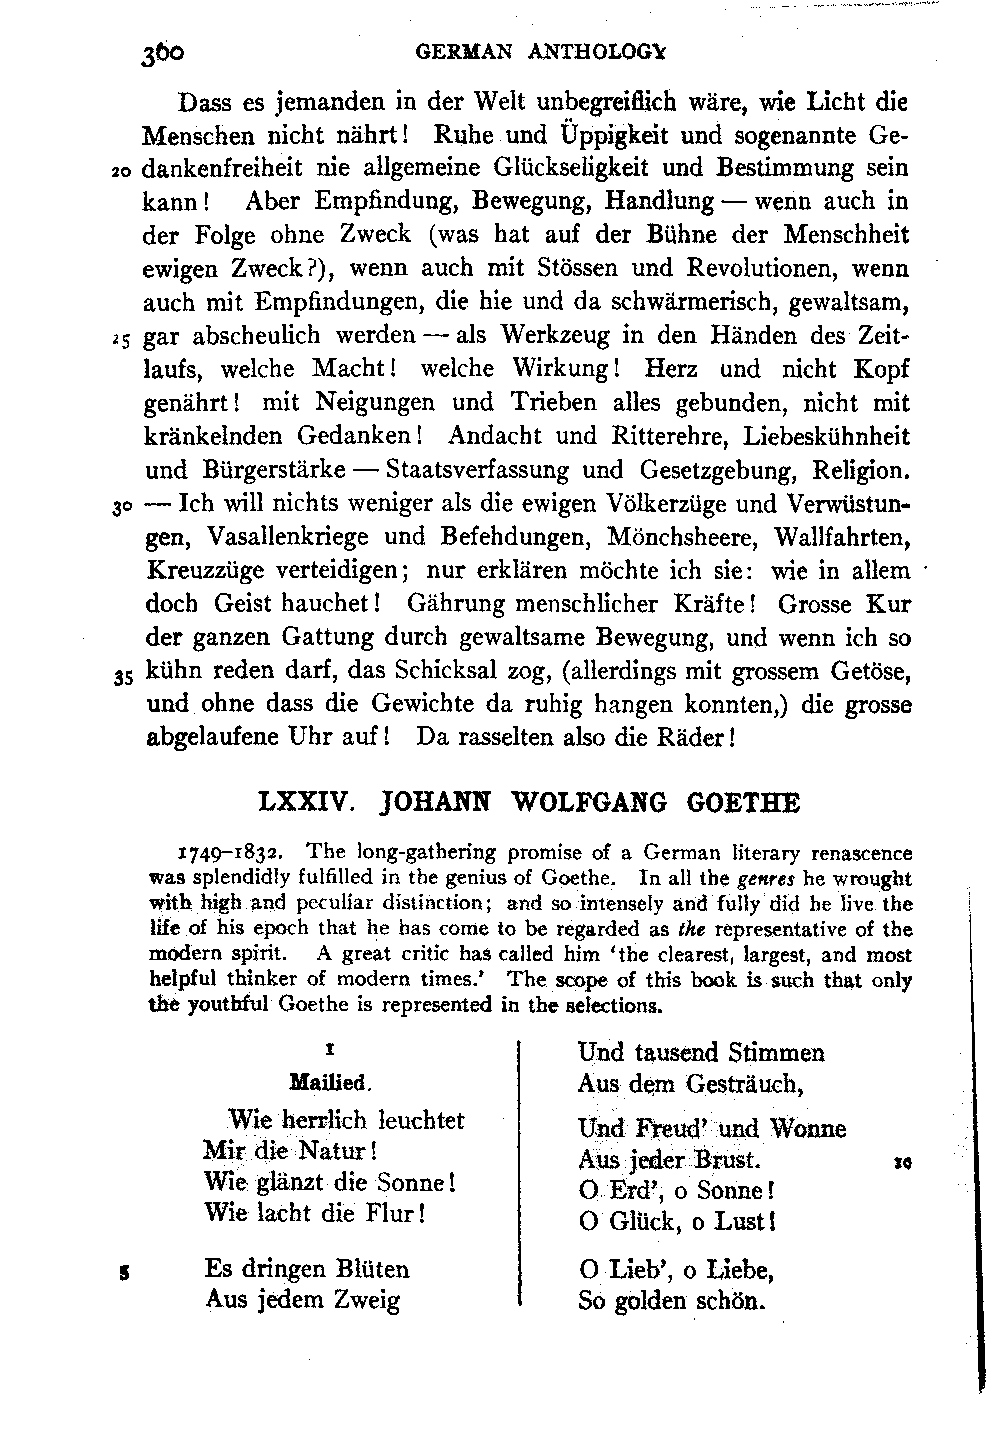 360 GERMAN ANTHOLOGY
Dass es jemanden in der Welt unbegreiflich wäre, wie Licht die
Menschen nicht nährt! Ruhe und Üppigkeit und sogenannte Ge-
20 dankenfreiheit nie allgemeine Glückseligkeit und Bestimmung sein
kann! Aber Empfindung, Bewegung, Handlung — wenn auch in
der Folge ohne Zweck (was hat auf der Bühne der Menschheit
ewigen Zweck?), wenn auch mit Stössen und Revolutionen, wenn
auch mit Empfindungen, die hie und da schwärmerisch, gewaltsam,
25 gar abscheulich werden — als Werkzeug in den Händen des Zeit-
laufs, welche Macht! welche Wirkung! Herz und nicht Kopf
genährt! mit Neigungen und Trieben alles gebunden, nicht mit
kränkelnden Gedanken! Andacht und Ritterehre, Liebeskühnheit
und Bürgerstärke — Staatsverfassung und Gesetzgebung, Religion.
30 — Ich will nichts weniger als die ewigen Völkerzüge und Verwüstun-
gen, Vasallenkriege und Befehdungen, Mönchsheere, Wallfahrten,
Kreuzzüge verteidigen; nur erklären möchte ich sie: wie in allem
doch Geist hauchet! Gährung menschlicher Kräfte! Grosse Kur
der ganzen Gattung durch gewaltsame Bewegung, und wenn ich so
35 kühn reden darf, das Schicksal zog, (allerdings mit grossem Getöse,
und ohne dass die Gewichte da ruhig hangen konnten,) die grosse
abgelaufene Uhr auf! Da rasselten also die Räder!
LXXIV. JOHANN WOLFGANG GOETHE
1749–1832. The long-gathering promise of a German literary renascence
was splendidly fulfilled in the genius of Goethe. In all the genres he wrought
with high and peculiar distinction; and so intensely and fully did he live the
life of his epoch that he has come to be regarded as the representative of the
modern spirit. A great critic has called him ‘the clearest, largest, and most
helpful thinker of modern times.’ The scope of this book is such that only
the youthful Goethe is represented in the selections.
1
Mailied.
Wie herrlich leuchtet
Mir die Natur!
Wie glänzt die Sonne!
Wie lacht die Flur!
5 Es dringen Blüten
Aus jedem Zweig
Und tausend Stimmen
Aus dem Gesträuch,
Und Freud’ und Wonne
Aus jeder Brust. 10
O Erd’, o Sonne!
O Glück, o Lust!
O Lieb’, o Liebe,
So golden schön.